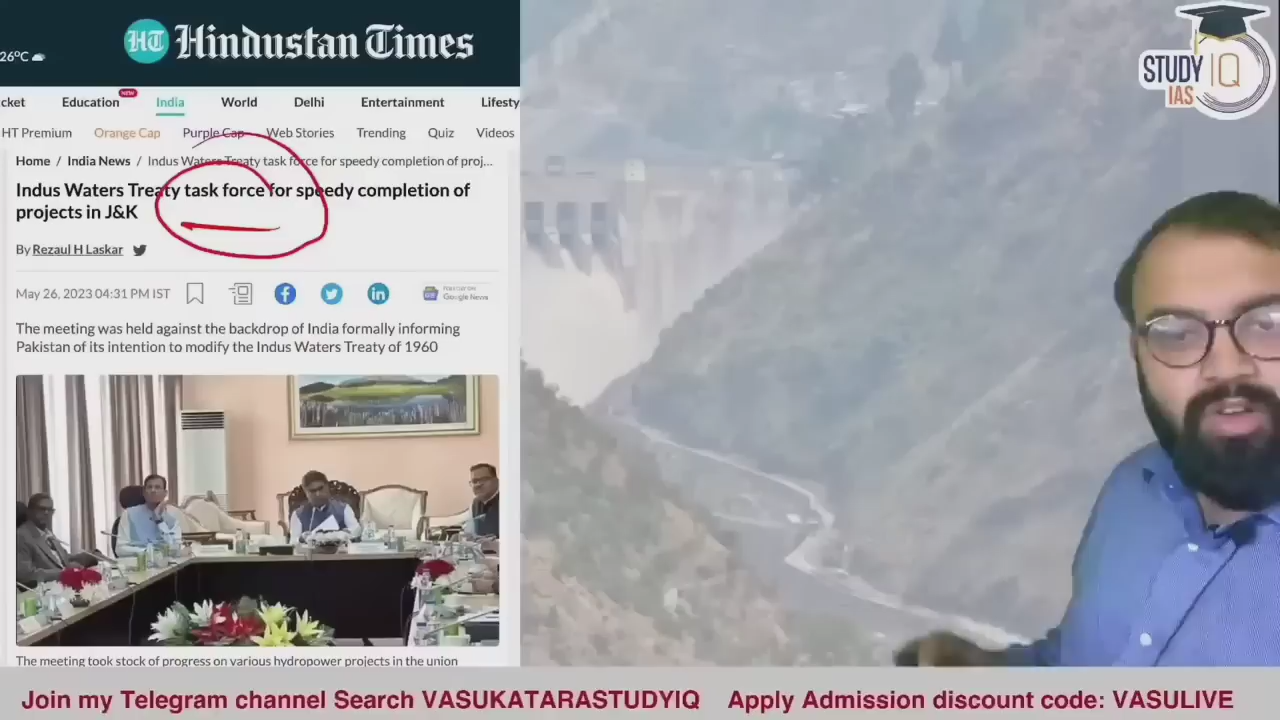 26°C
HT Hindustan Times
cket Education NEW India World Delhi Entertainment Lifesty
HT Premium Orange Cap Purple Cap Web Stories Trending Quiz Videos
Home / India News / Indus Waters Treaty task force for speedy completion of proj...
Indus Waters Treaty task force for speedy completion of
projects in J&K
By Rezaul H Laskar
May 26, 2023 04:31 PM IST
Google News
The meeting was held against the backdrop of India formally informing
Pakistan of its intention to modify the Indus Waters Treaty of 1960
The meeting took stock of progress on various hydropower projects in the union
STUDY IQ
IAS
Join my Telegram channel Search VASUKATARASTUDYIQ Apply Admission discount code: VASULIVE